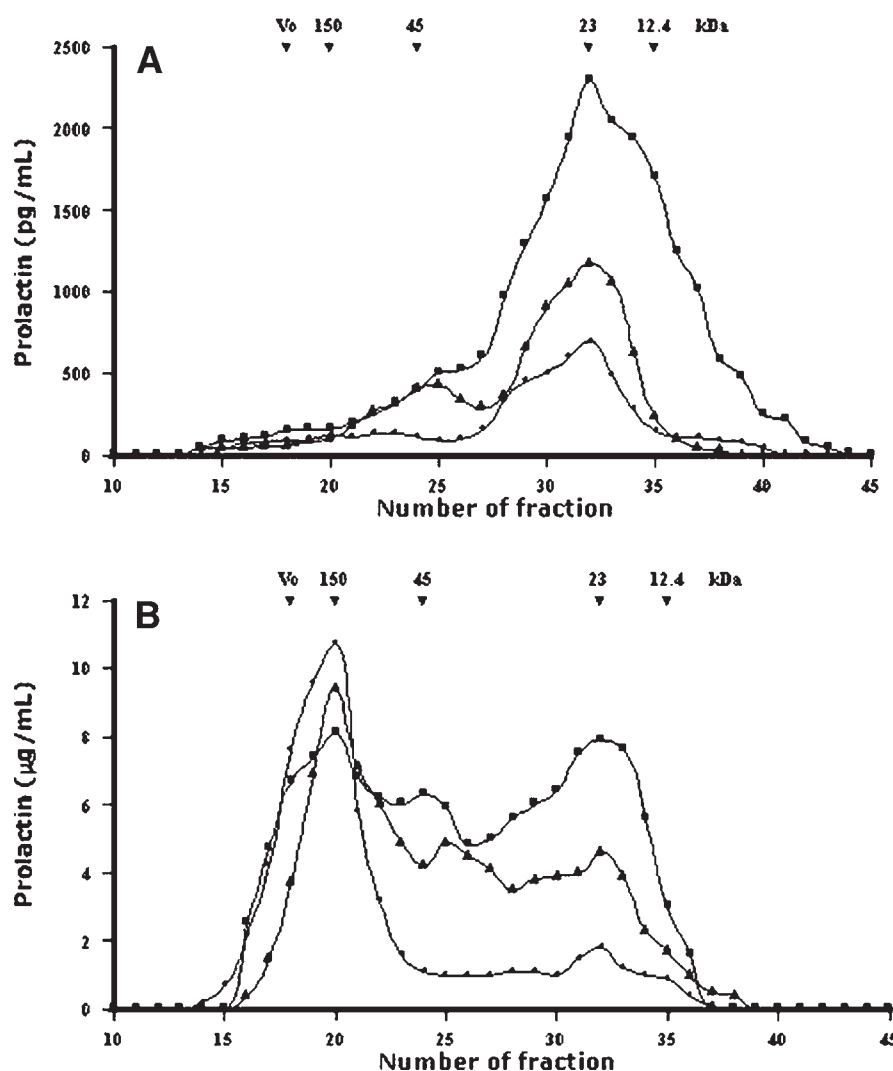 Vo 150 45 23 12.4 kDa
A
2500
2000
1500
1000
500
0
Prolactin (pg/mL)
10 15 20 25 30 35 40 45
Number of fraction
Vo 150 45 23 12.4 kDa
B
12
10
8
6
4
2
0
Prolactin (µg/mL)
10 15 20 25 30 35 40 45
Number of fraction